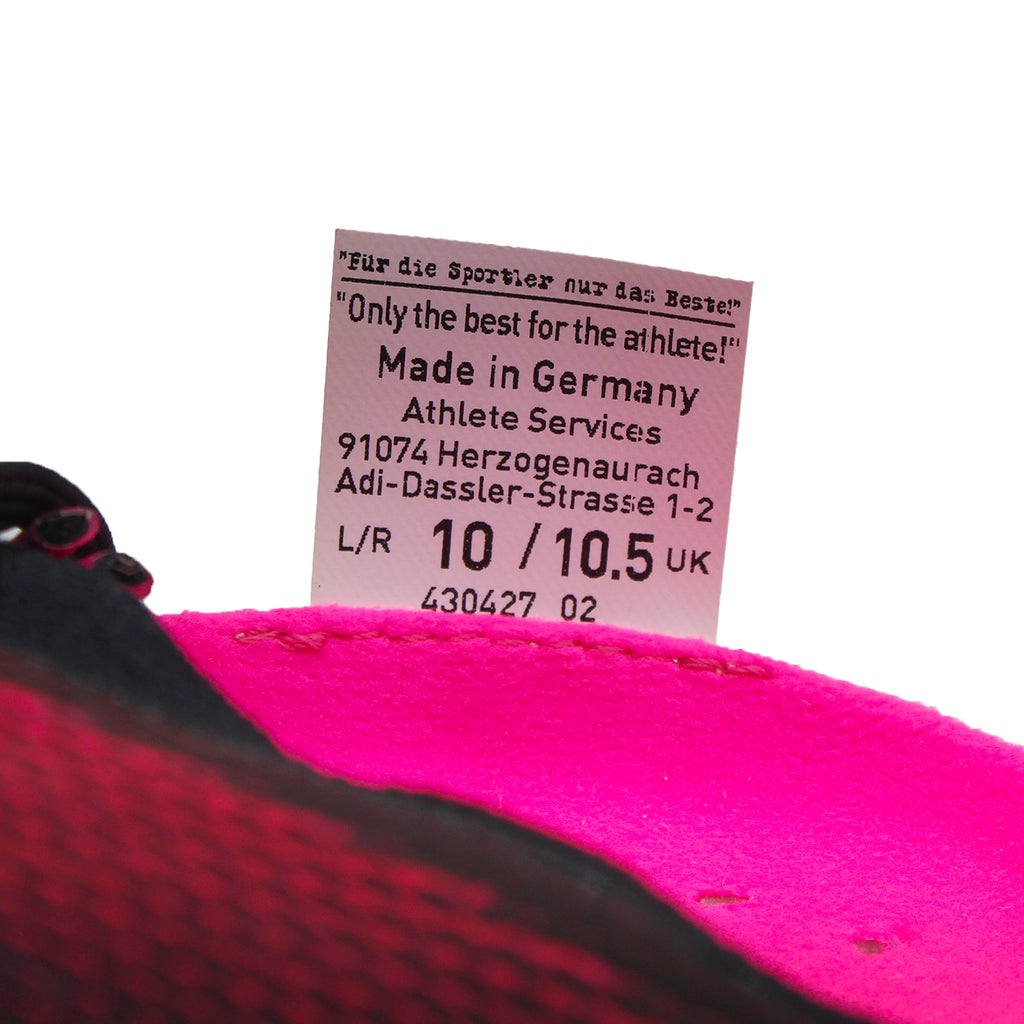 "Für die Sportler nur das Beste!"
"Only the best for the athlete!"
Made in Germany
Athlete Services
91074 Herzogenaurach
Adi-Dassler-Strasse 1-2
L/R 10 / 10.5 UK
430427 02